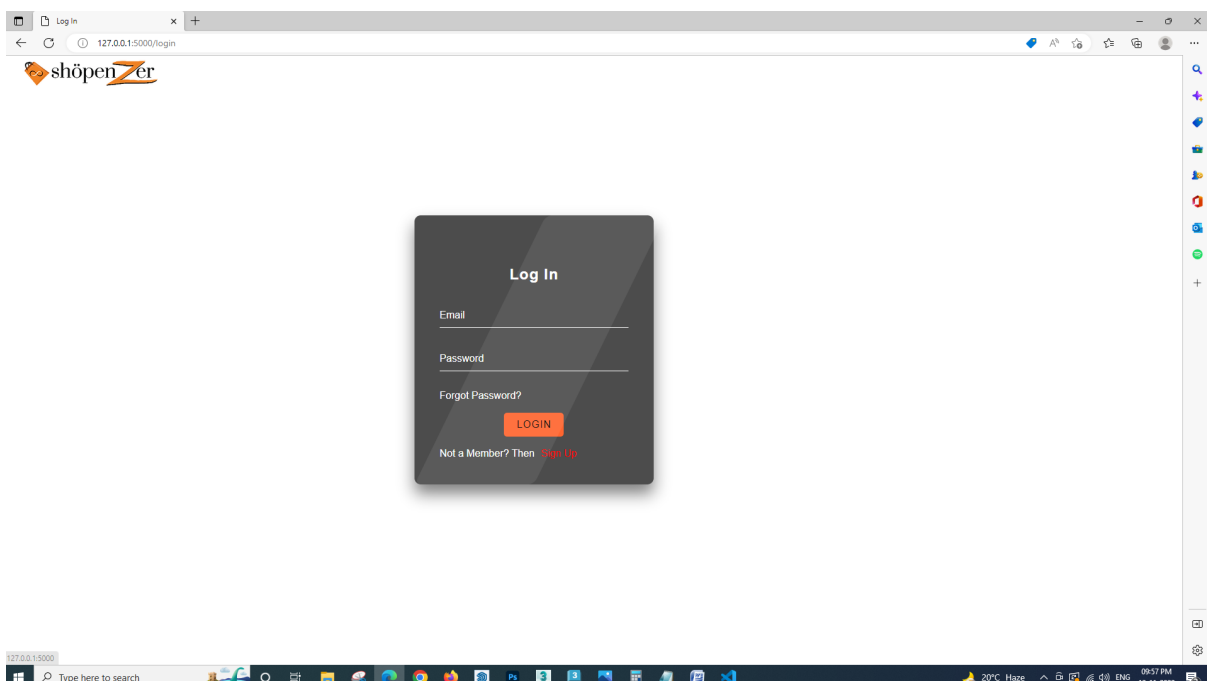 Log In
127.0.0.1:5000/login
shöpenZer
Log In
Email
Password
Forgot Password?
LOGIN
Not a Member? Then Sign Up
127.0.0.1:5000
Type here to search
20°C Haze
ENG
09:57 PM